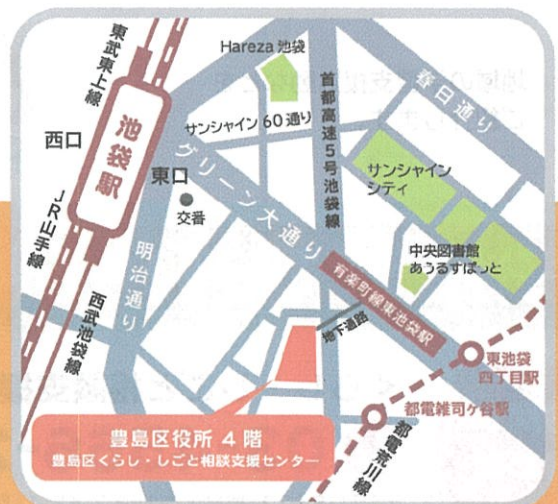 東武東上線
Hareza 池袋
首都高速5号池袋線
春日通り
池袋駅
西口
サンシャイン 60 通り
東口
交番
グリーン大通り
サンシャイン
シティ
JR山手線
明治通り
中央図書館
あうるすぽっと
西武池袋線
有楽町線東池袋駅
地下通路
東池袋
四丁目駅
都電雑司ヶ谷駅
都電荒川線
豊島区役所 4 階
豊島区くらし・しごと相談支援センター